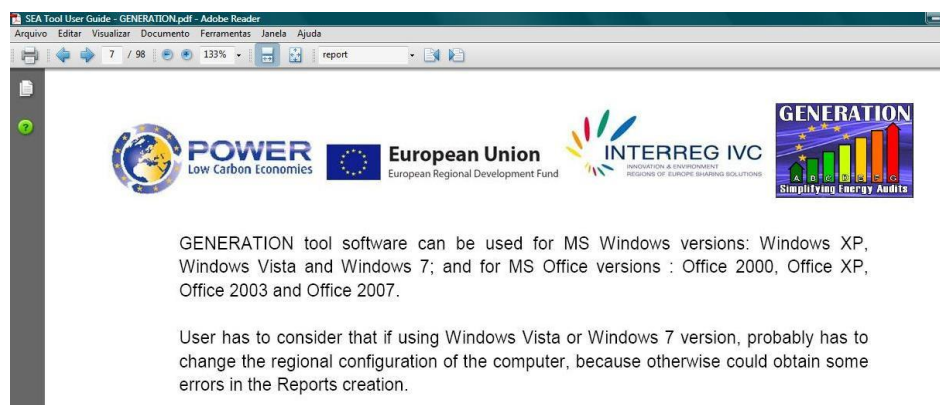 SEA Tool User Guide - GENERATION.pdf - Adobe Reader
Arquivo Editar Visualizar Documento Ferramentas Janela Ajuda
7 / 98 133% report
POWER
Low Carbon Economies
European Union
European Regional Development Fund
INTERREG IVC
INNOVATION & ENVIRONMENT
REGIONS OF EUROPE SHARING SOLUTIONS
GENERATION
A B C D E F G
Simplifying Energy Audits
GENERATION tool software can be used for MS Windows versions: Windows XP,
Windows Vista and Windows 7; and for MS Office versions : Office 2000, Office XP,
Office 2003 and Office 2007.
User has to consider that if using Windows Vista or Windows 7 version, probably has to
change the regional configuration of the computer, because otherwise could obtain some
errors in the Reports creation.